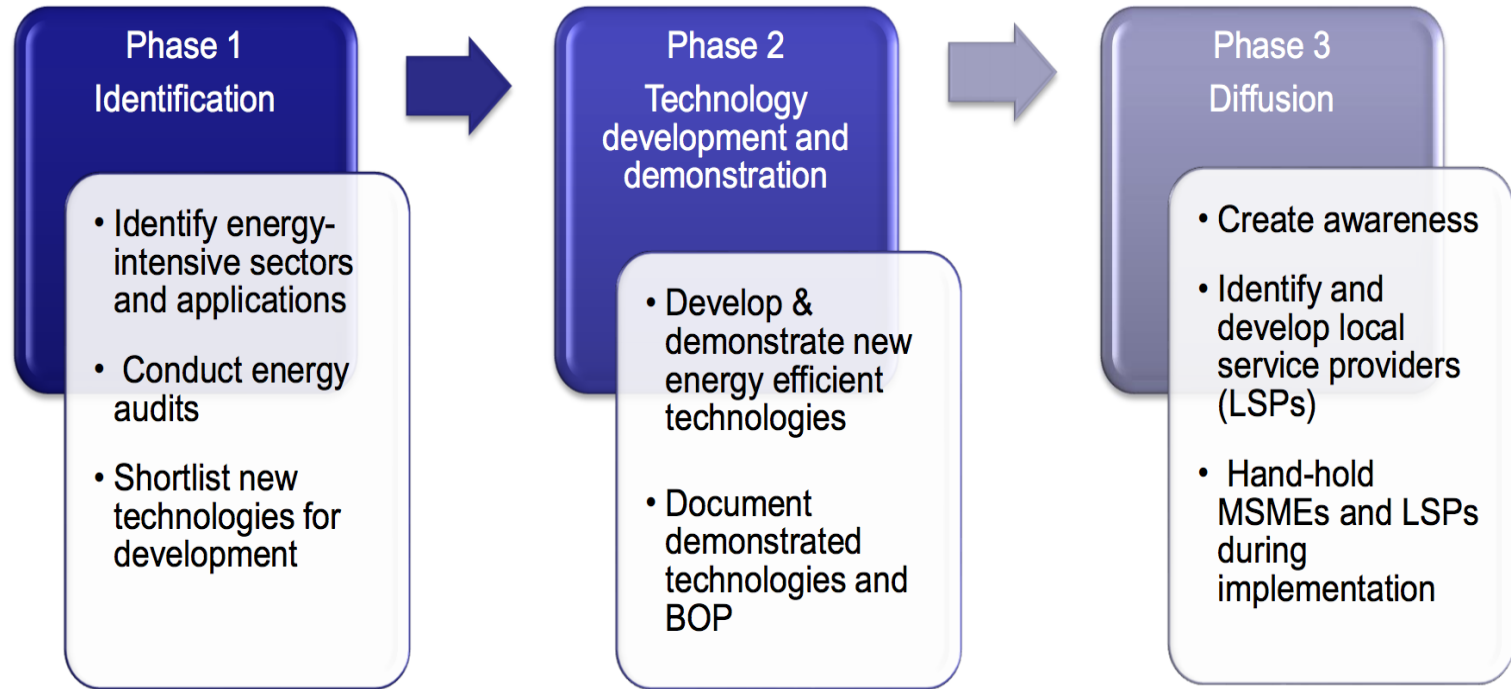 Phase 1
Identification
• Identify energy-
intensive sectors
and applications
• Conduct energy
audits
• Shortlist new
technologies for
development
Phase 2
Technology
development and
demonstration
• Develop &
demonstrate new
energy efficient
technologies
• Document
demonstrated
technologies and
BOP
Phase 3
Diffusion
• Create awareness
• Identify and
develop local
service providers
(LSPs)
• Hand-hold
MSMEs and LSPs
during
implementation